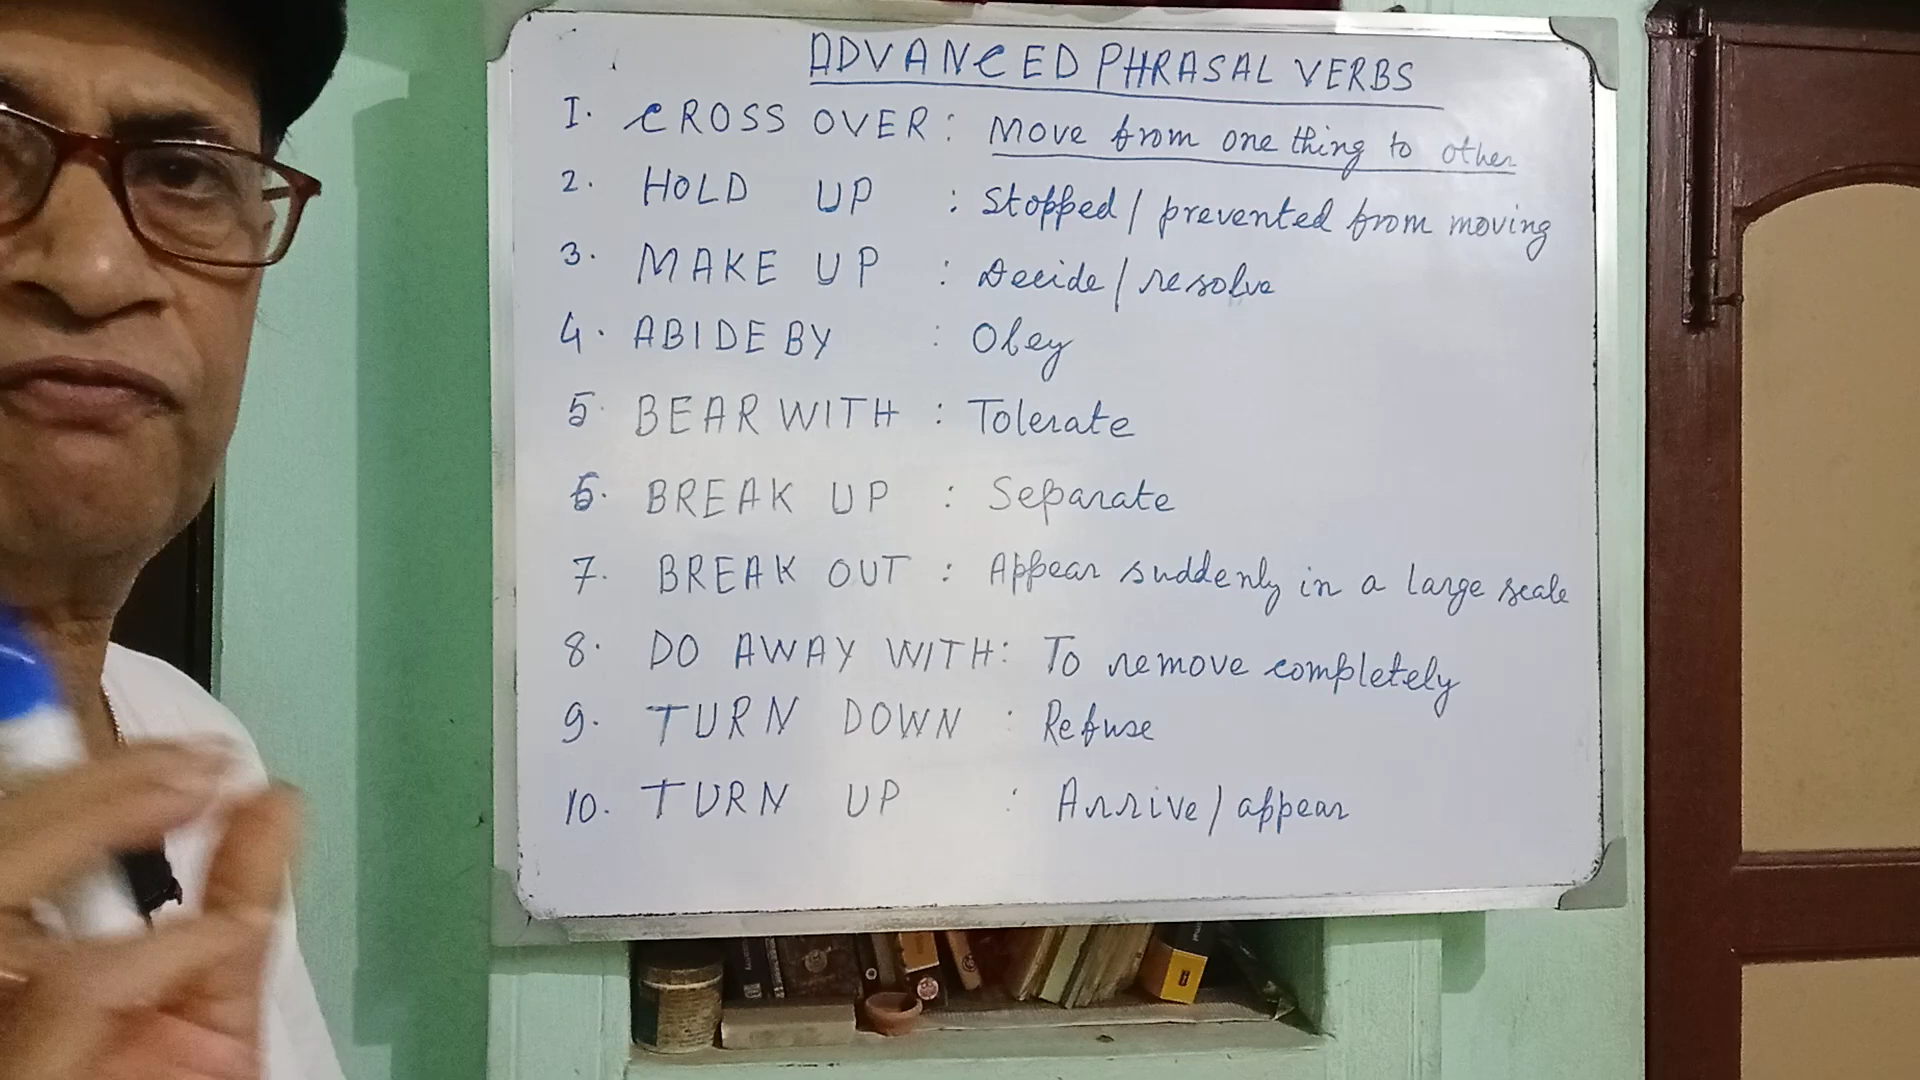 ADVANCED PHRASAL VERBS
1. CROSS OVER : Move from one thing to other
2. HOLD UP : Stopped / prevented from moving
3. MAKE UP : Decide / resolve
4. ABIDE BY : Obey
5. BEAR WITH : Tolerate
6. BREAK UP : Separate
7. BREAK OUT : Appear suddenly in a large scale
8. DO AWAY WITH : To remove completely
9. TURN DOWN : Refuse
10. TURN UP : Arrive / appear